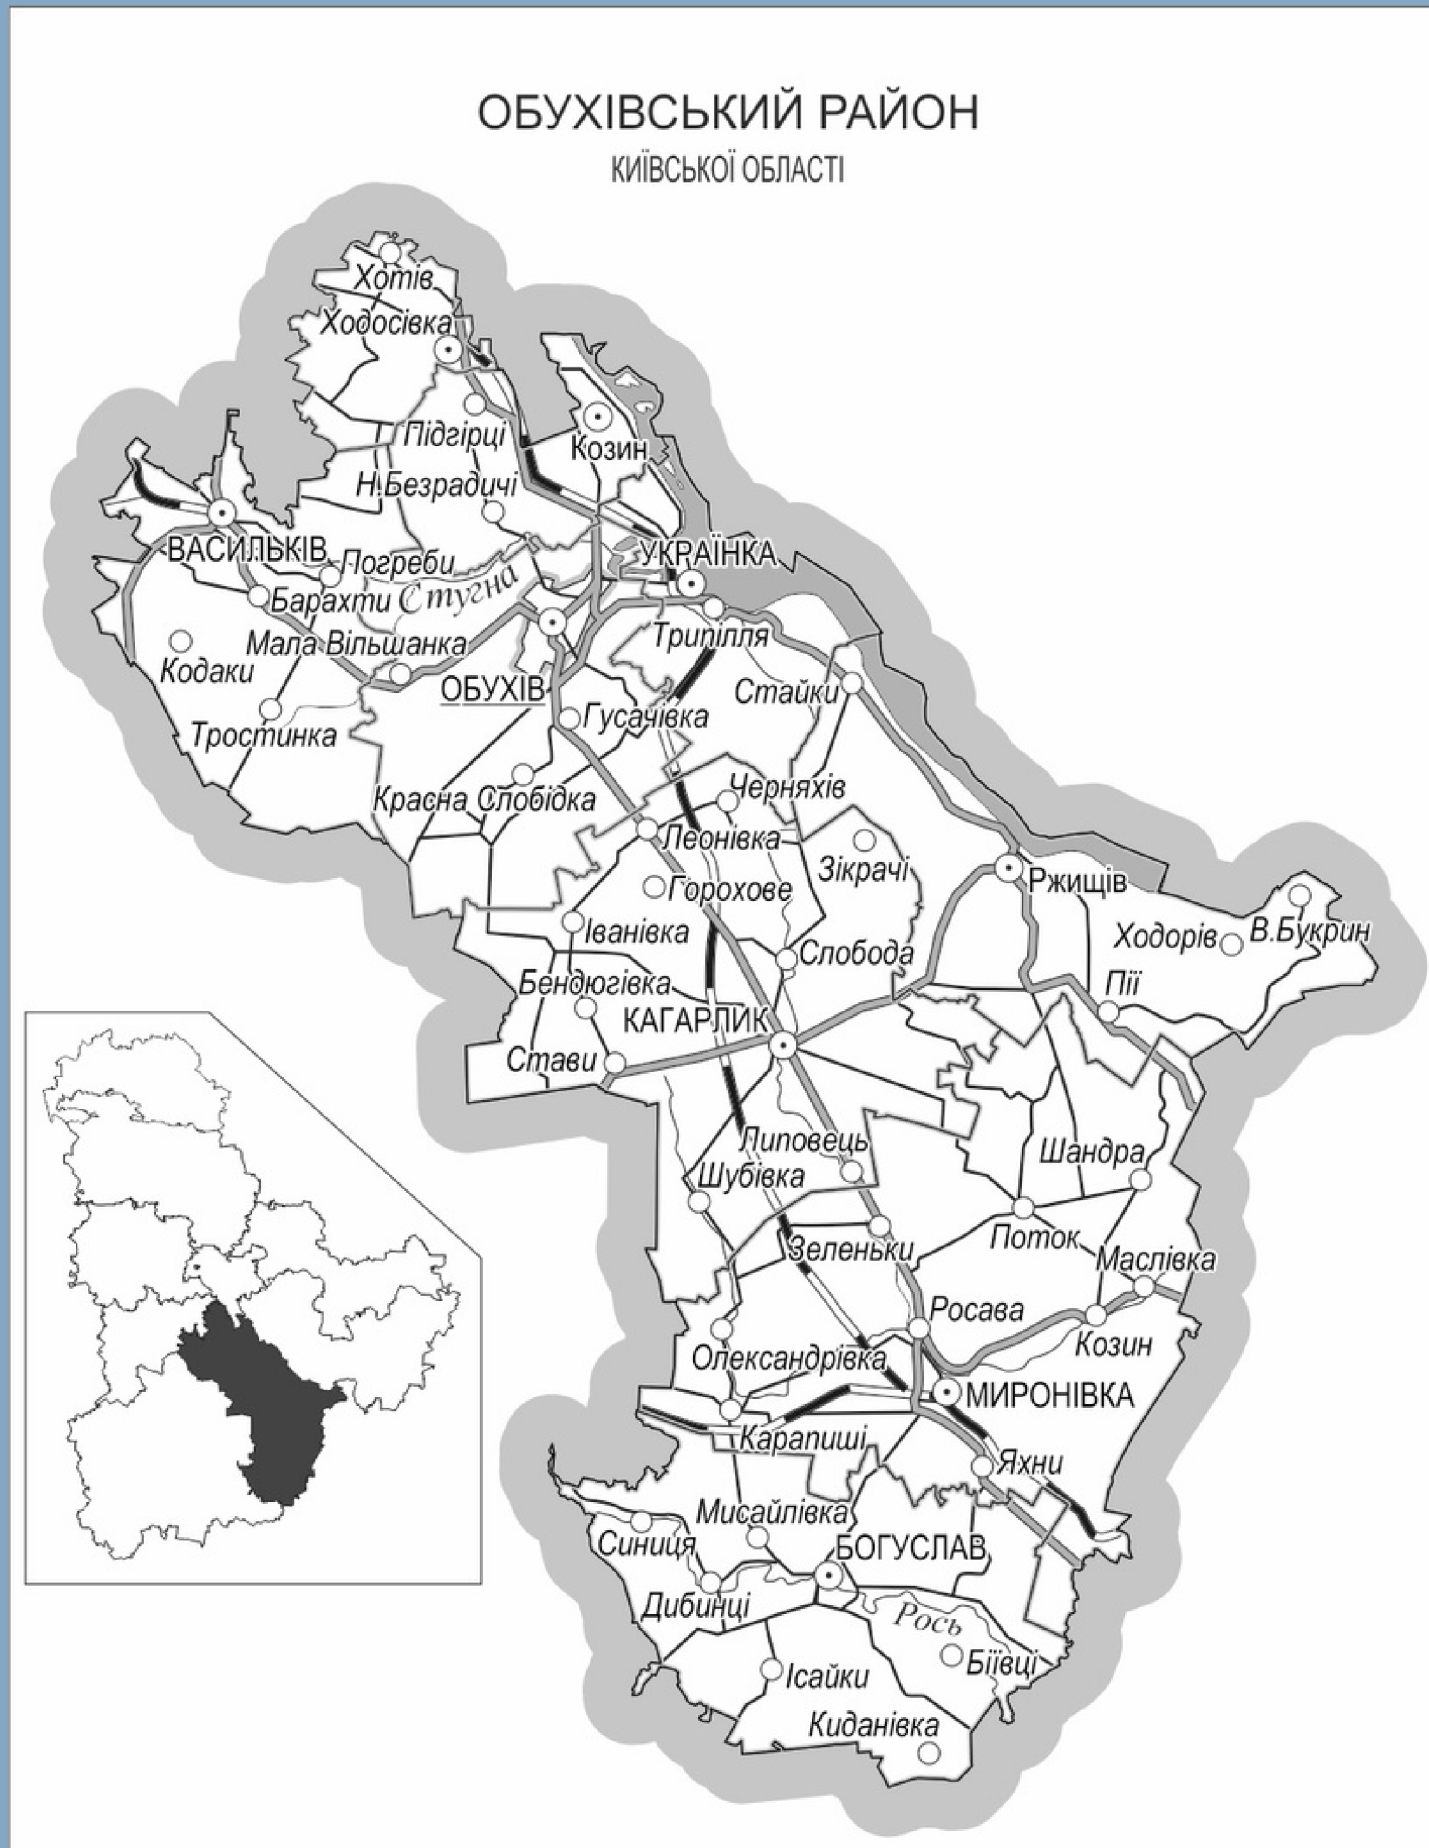 ОБУХІВСЬКИЙ РАЙОН
КИЇВСЬКОЇ ОБЛАСТІ
Хотів
Ходосівка
Підгірці
Козин
Н.Безрадичі
ВАСИЛЬКІВ
УКРАЇНКА
Погреби
Барахти
Стугна
Трипілля
Мала Вільшанка
Кодаки
ОБУХІВ
Стайки
Гусачівка
Тростинка
Черняхів
Красна Слобідка
Леонівка
Зікрачі
Ржищів
Горохове
Іванівка
Ходорів
В.Букрин
Слобода
Бендюгівка
Пії
КАГАРЛИК
Стави
Липовець
Шандра
Шубівка
Поток
Зеленьки
Маслівка
Росава
Козин
Олександрівка
МИРОНІВКА
Карапиші
Яхни
Мисайлівка
Синиця
БОГУСЛАВ
Дибинці
Рось
Біївці
Ісайки
Киданівка